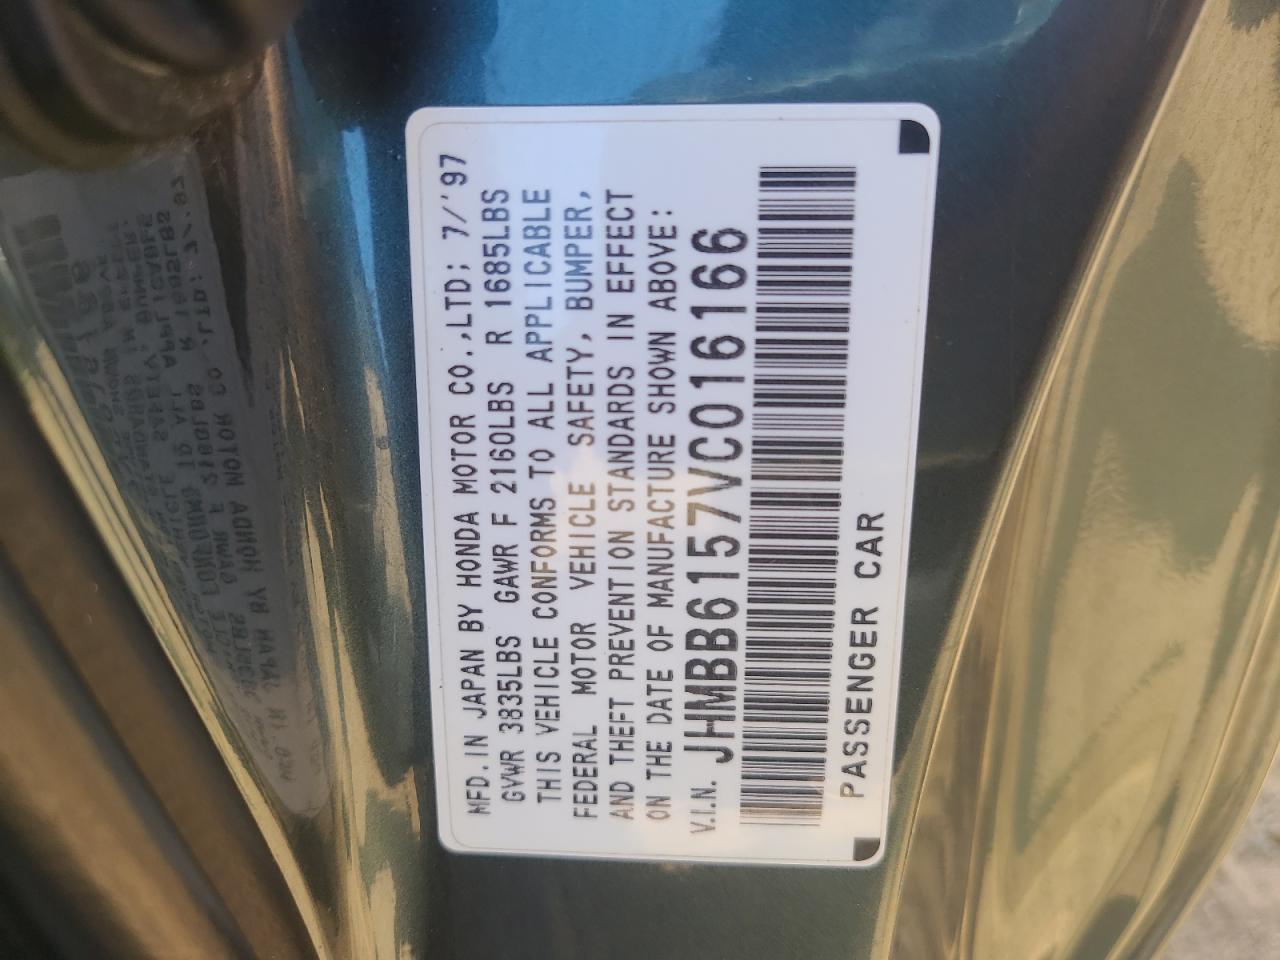 MFD. IN JAPAN BY HONDA MOTOR CO., LTD; 7/'97
GVWR 3835LBS GAWR F 2160LBS R 1685LBS
THIS VEHICLE CONFORMS TO ALL APPLICABLE
FEDERAL MOTOR VEHICLE SAFETY, BUMPER,
AND THEFT PREVENTION STANDARDS IN EFFECT
ON THE DATE OF MANUFACTURE SHOWN ABOVE:
V.I.N. JHMBB6157VC016166
PASSENGER CAR